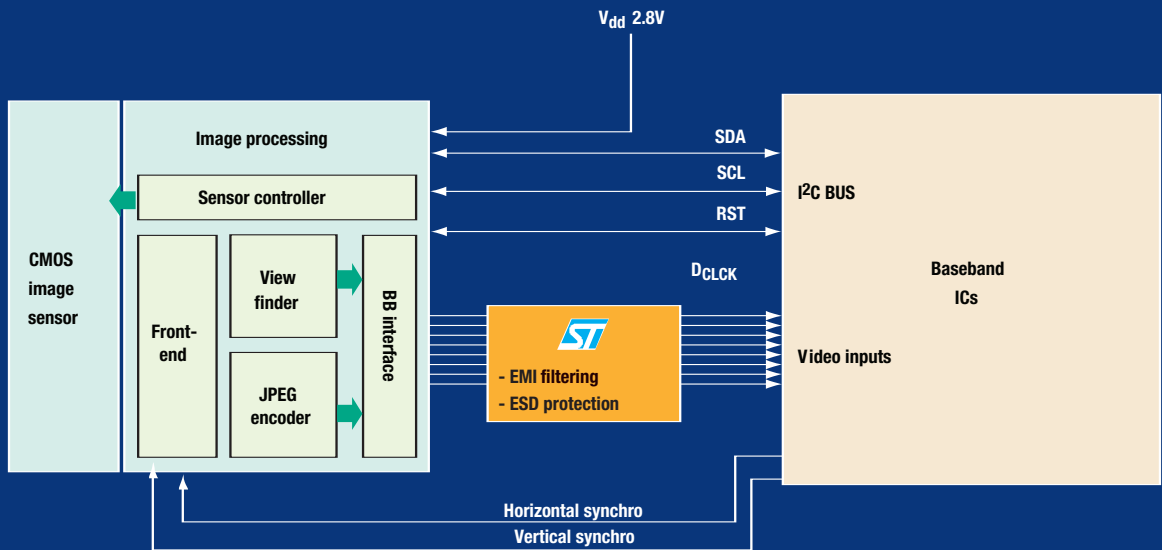 Vdd 2.8V
Image processing
SDA
Sensor controller
SCL
I2C BUS
RST
CMOS
image
sensor
View
finder
DCLCK
Baseband
ICs
Front-
end
BB interface
ST
Video inputs
- EMI filtering
- ESD protection
JPEG
encoder
Horizontal synchro
Vertical synchro